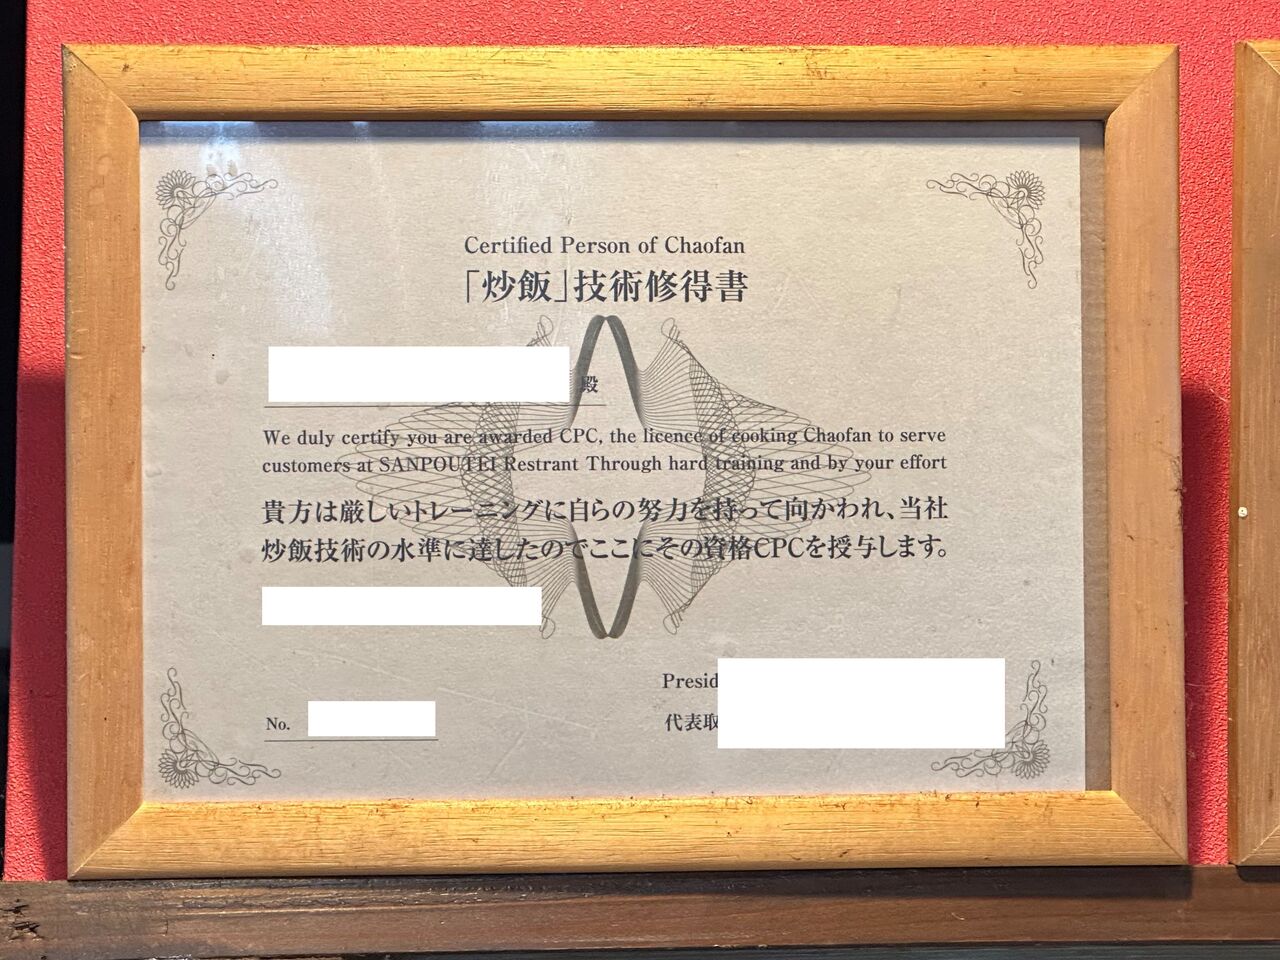 Certified Person of Chaofan
「炒飯」技術修得書
殿
We duly certify you are awarded CPC, the licence of cooking Chaofan to serve
customers at SANPOUTEI Restrant Through hard training and by your effort
貴方は厳しいトレーニングに自らの努力を持って向かわれ、当社
炒飯技術の水準に達したのでここにその資格CPCを授与します。
Presid
No.
代表取